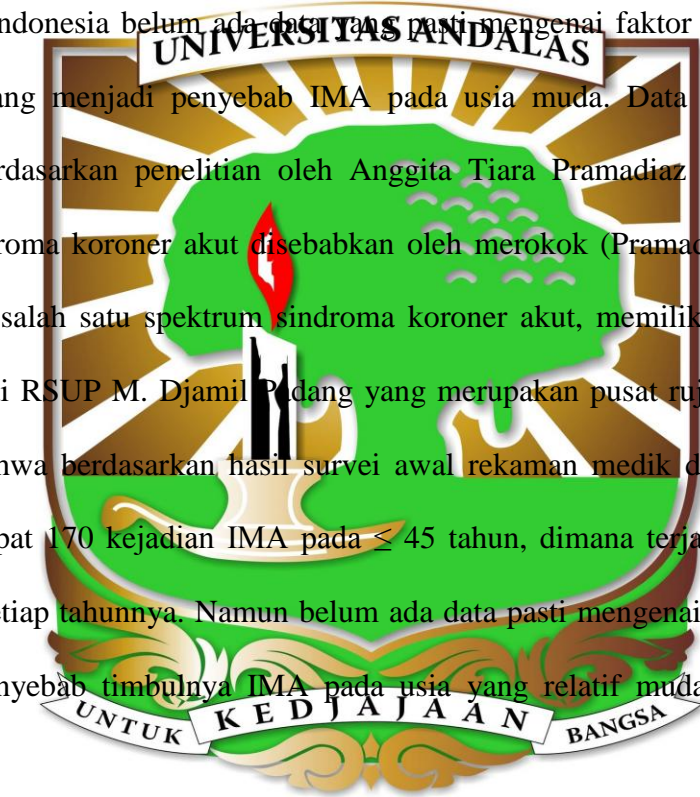 ndonesia belum ada data yang pasti mengenai faktor
UNIVERSITAS ANDALAS
ang menjadi penyebab IMA pada usia muda. Data
rdasarkan penelitian oleh Anggita Tiara Pramadiaz
roma koroner akut disebabkan oleh merokok (Pramad
salah satu spektrum sindroma koroner akut, memilik
i RSUP M. Djamil Padang yang merupakan pusat ruj
hwa berdasarkan hasil survei awal rekaman medik d
pat 170 kejadian IMA pada ≤ 45 tahun, dimana terja
etiap tahunnya. Namun belum ada data pasti mengenai
nyebab timbulnya IMA pada usia yang relatif muda
UNTUK KEDJAJAAN BANGSA